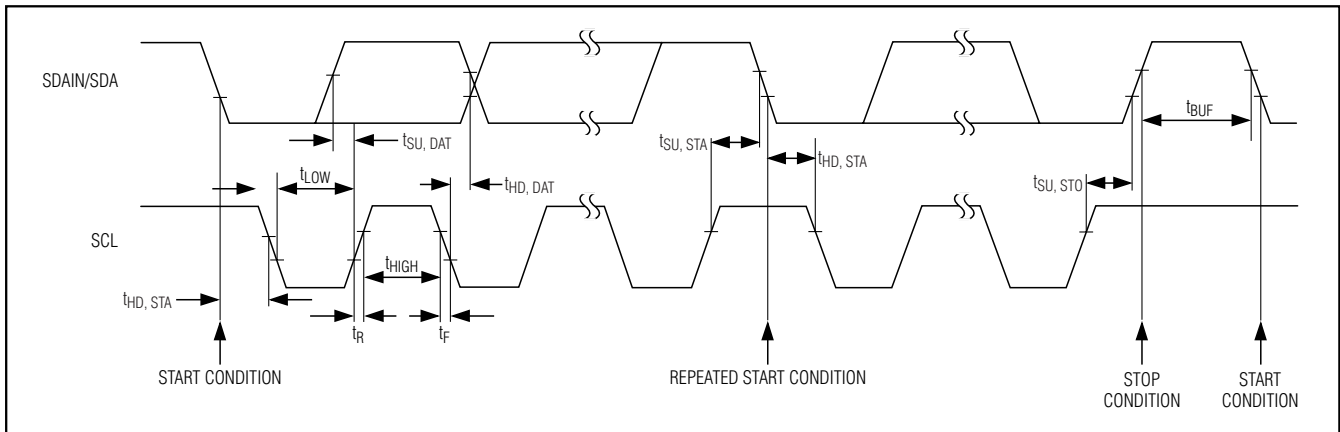 SDAIN/SDA
tSU, DAT
tLOW
tHD, DAT
tSU, STA
tHD, STA
tBUF
tSU, STO
SCL
tHIGH
tHD, STA
tR
tF
START CONDITION
REPEATED START CONDITION
STOP
CONDITION
START
CONDITION